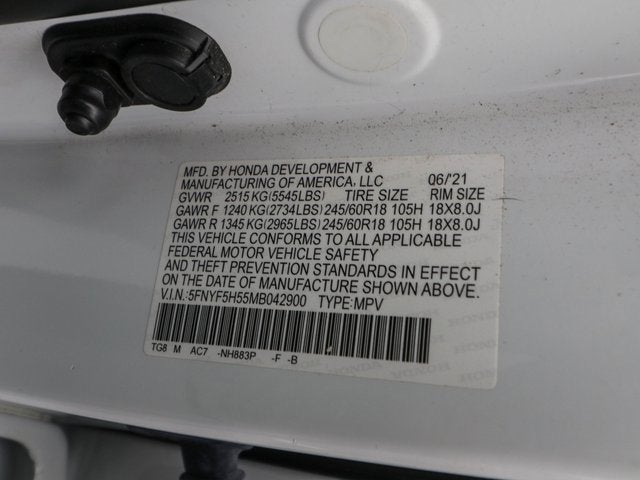 MFD. BY HONDA DEVELOPMENT &
MANUFACTURING OF AMERICA, LLC 06/'21
GVWR 2515 KG(5545LBS) TIRE SIZE RIM SIZE
GAWR F 1240 KG(2734LBS) 245/60R18 105H 18X8.0J
GAWR R 1345 KG(2965LBS) 245/60R18 105H 18X8.0J
THIS VEHICLE CONFORMS TO ALL APPLICABLE
FEDERAL MOTOR VEHICLE SAFETY
AND THEFT PREVENTION STANDARDS IN EFFECT
ON THE DATE OF MANUFACTURE SHOWN ABOVE.
V.I.N.:5FNYF5H55MB042900 TYPE:MPV
TG8 M AC7 -NH883P -F -B